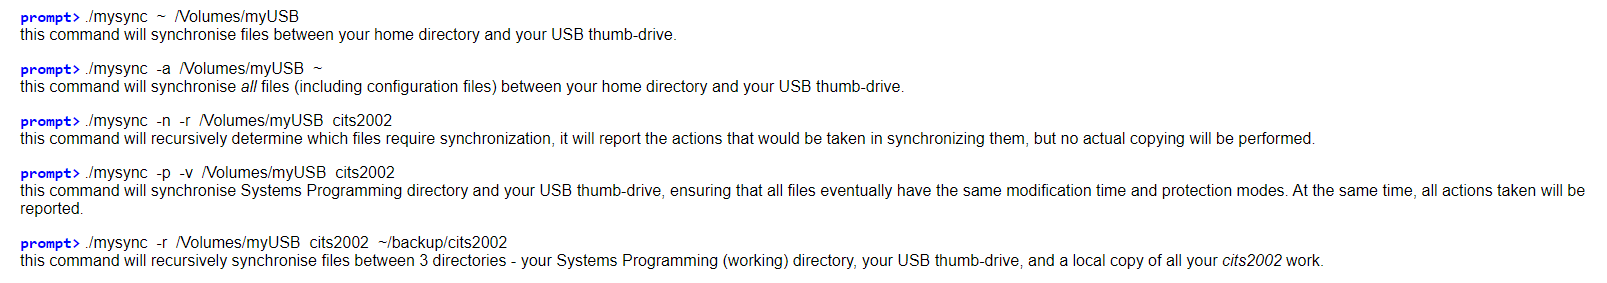 prompt> ./mysync ~ /Volumes/myUSB
this command will synchronise files between your home directory and your USB thumb-drive.
prompt> ./mysync -a /Volumes/myUSB ~
this command will synchronise all files (including configuration files) between your home directory and your USB thumb-drive.
prompt> ./mysync -n -r /Volumes/myUSB cits2002
this command will recursively determine which files require synchronization, it will report the actions that would be taken in synchronizing them, but no actual copying will be performed.
prompt> ./mysync -p -v /Volumes/myUSB cits2002
this command will synchronise Systems Programming directory and your USB thumb-drive, ensuring that all files eventually have the same modification time and protection modes. At the same time, all actions taken will be
reported.
prompt> ./mysync -r /Volumes/myUSB cits2002 ~/backup/cits2002
this command will recursively synchronise files between 3 directories - your Systems Programming (working) directory, your USB thumb-drive, and a local copy of all your cits2002 work.